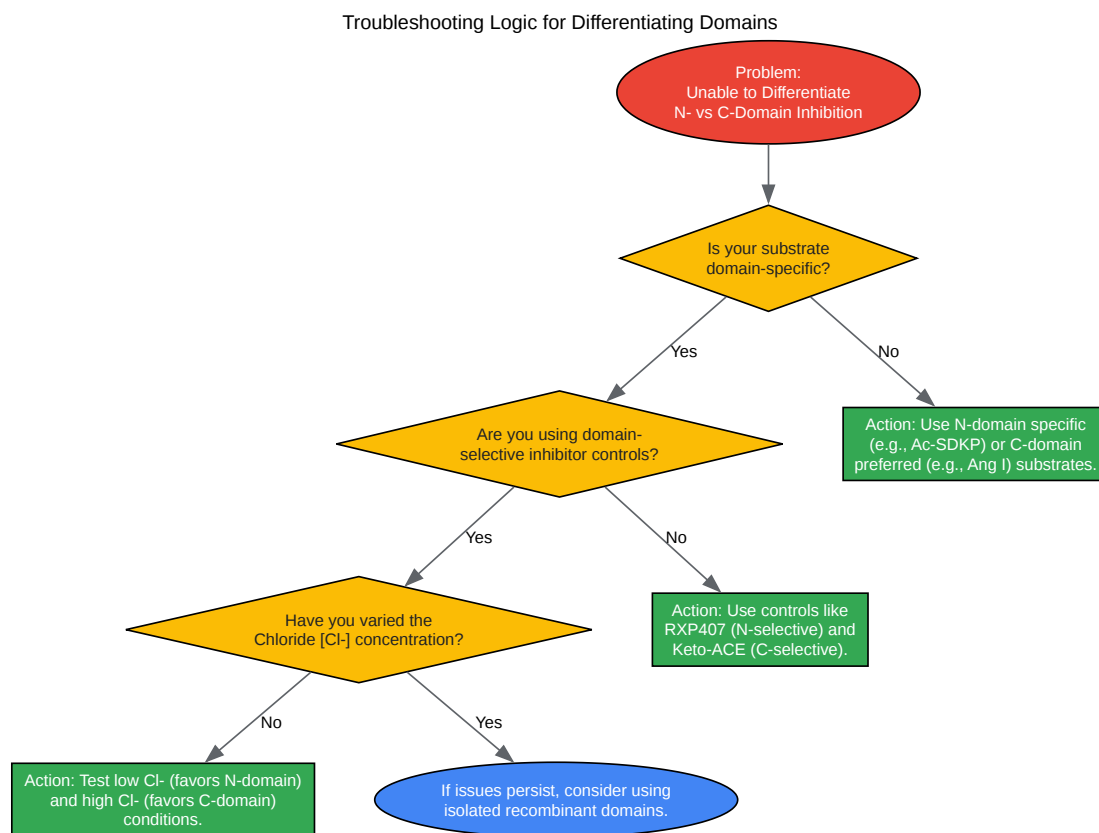 Troubleshooting Logic for Differentiating Domains
Problem:
Unable to Differentiate
N- vs C-Domain Inhibition
Is your substrate
domain-specific?
Yes
No
Are you using domain-
selective inhibitor controls?
Action: Use N-domain specific
(e.g., Ac-SDKP) or C-domain
preferred (e.g., Ang I) substrates.
Yes
No
Have you varied the
Chloride [Cl-] concentration?
Action: Use controls like
RXP407 (N-selective) and
Keto-ACE (C-selective).
No
Yes
Action: Test low Cl- (favors N-domain)
and high Cl- (favors C-domain)
conditions.
If issues persist, consider using
isolated recombinant domains.